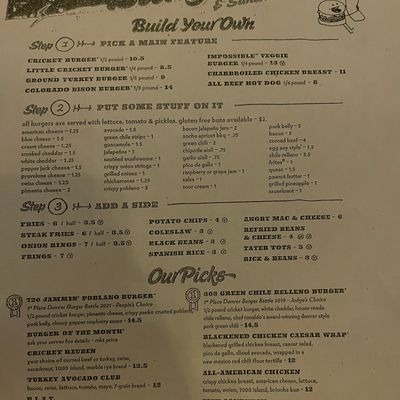 & Sundr
Build Your Own
Step 1 PICK A MAIN FEATURE
CRICKET BURGER* 1/2 pound - 10.5
LITTLE CRICKET BURGER* 1/4 pound - 8.5
GROUND TURKEY BURGER 1/3 pound - 9
COLORADO BISON BURGER* 1/2 pound - 14
IMPOSSIBLE™ VEGGIE
BURGER 1/4 pound - 13
CHARBROILED CHICKEN BREAST - 11
ALL BEEF HOT DOG 1/4 pound - 6
Step 2 PUT SOME STUFF ON IT
all burgers are served with lettuce, tomato & pickles. gluten free buns available - $2.
american cheese - 1.25
blue cheese - 1.5
cream cheese - 1.25
smoked cheddar - 1.5
white cheddar - 1.25
pepper jack cheese - 1.25
provolone cheese - 1.25
swiss cheese - 1.25
pimento cheese - 2
avocado - 1.5
green chile strips - 1
guacamole - 1.5
jalapeños - 1
sautéed mushrooms - 1
crispy onion strings - 1
grilled onions - 1
chicharrones - 1.25
crispy poblano - 2
bacon jalapeño jam - 2
ancho apricot bbq - .75
green chili - 2
chipotle aioli - .75
garlic aioli - .75
pico de gallo - 1
raspberry or grape jam - 1
salsa - 1
sour cream - 1
pork belly - 3
bacon - 2
corned beef - 4
egg any style* - 1.5
chile relleno - 3.5
fritos® - 1
queso - 1.5
peanut butter - 1
grilled pineapple - 1
sauerkraut - 1
Step 3 ADD A SIDE
FRIES - 6 / half - 3.5
STEAK FRIES - 6 / half - 3.5
ONION RINGS - 7 / half - 3.5
FRINGS - 7
POTATO CHIPS - 4
COLESLAW - 3
BLACK BEANS - 3
SPANISH RICE - 3
ANGRY MAC & CHEESE - 6
REFRIED BEANS
& CHEESE - 4
TATER TOTS - 5
RICE & BEANS - 3
Our Picks
720 JAMMIN' POBLANO BURGER*
1st Place Denver Burger Battle 2021 - People's Choice
1/2 pound cricket burger, pimento cheese, crispy panko crusted poblano,
pork belly, cherry pepper raspberry sauce - 14.5
BURGER OF THE MONTH*
ask your server for details - mkt price
CRICKET REUBEN
your choice of corned beef or turkey, swiss,
sauerkraut, 1000 island, marble rye bread - 12.5
TURKEY AVOCADO CLUB
bacon, swiss, lettuce, tomato, mayo, 7-grain bread - 12
B.L.A.T.
303 GREEN CHILE RELLENO BURGER*
1st Place Denver Burger Battle 2019 - Judge's Choice
1/2 pound cricket burger, white cheddar, house-made
chile relleno, chef ronaldo's award winning denver style
pork green chili - 14.5
BLACKENED CHICKEN CAESAR WRAP*
blackened grilled chicken breast, caesar salad,
pico de gallo, sliced avocado, wrapped in a
new mexico red chili flour tortilla - 12
ALL-AMERICAN CHICKEN
crispy chicken breast, american cheese, lettuce,
tomato, onion, 1000 island, brioche bun - 12